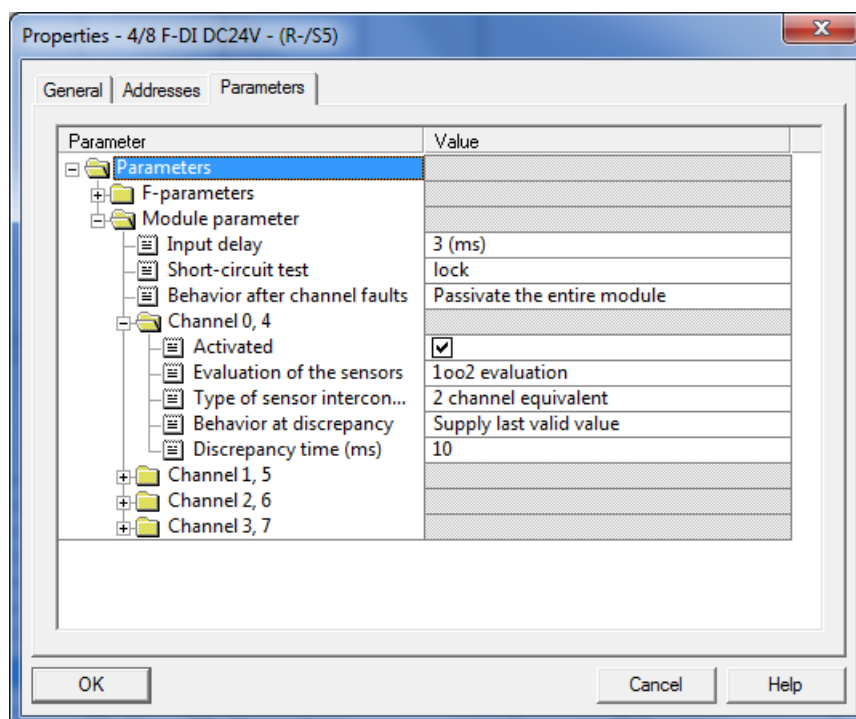 Properties - 4/8 F-DI DC24V - (R-/S5)
X
General Addresses Parameters
Parameter Value
Parameters
F-parameters
Module parameter
Input delay 3 (ms)
Short-circuit test lock
Behavior after channel faults Passivate the entire module
Channel 0, 4
Activated
Evaluation of the sensors 1oo2 evaluation
Type of sensor intercon... 2 channel equivalent
Behavior at discrepancy Supply last valid value
Discrepancy time (ms) 10
Channel 1, 5
Channel 2, 6
Channel 3, 7
OK Cancel Help